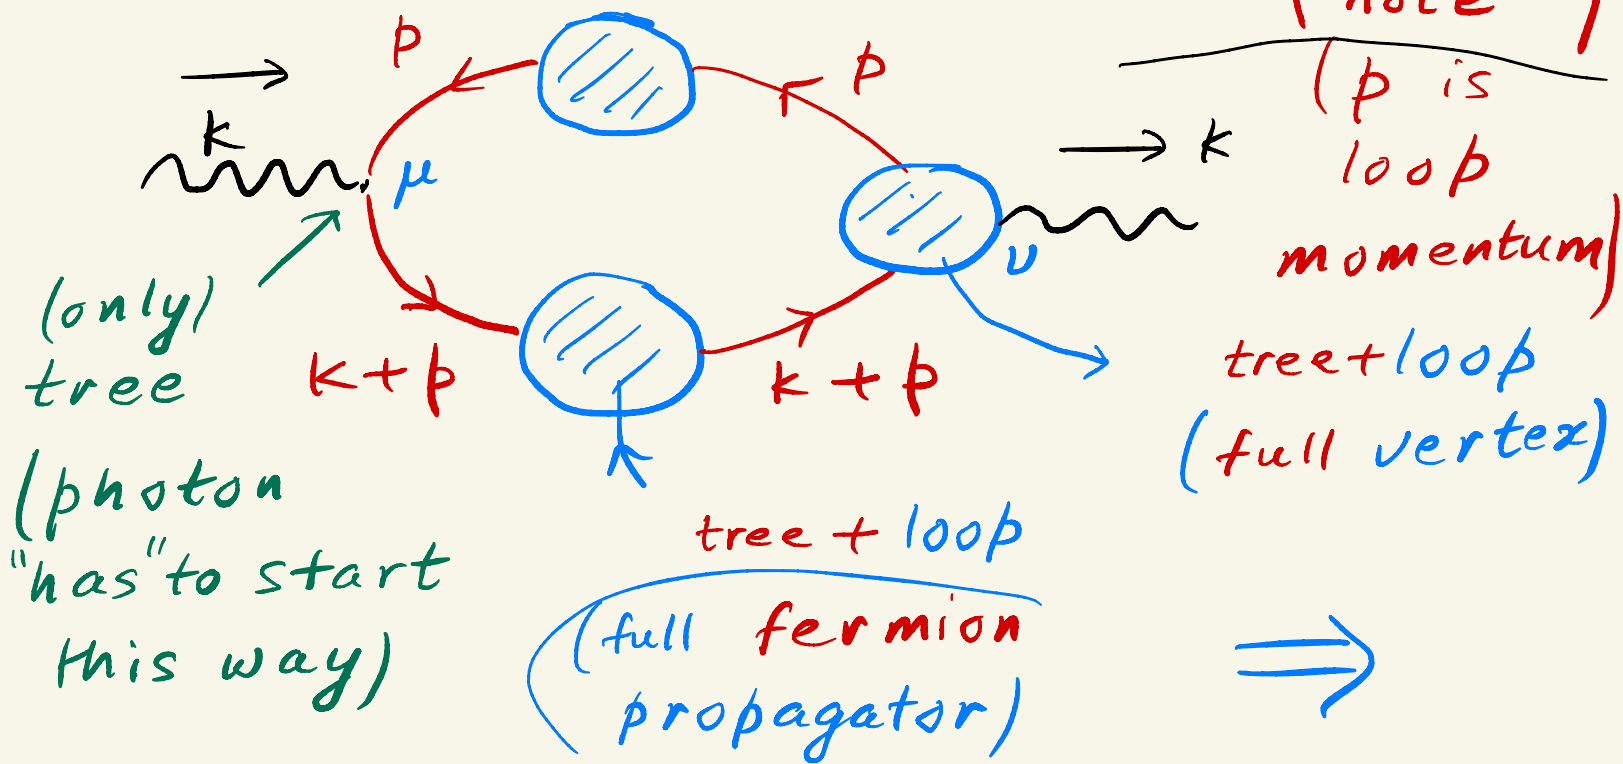 ( note )
p
p
(p is
k
k
loop
μ
momentum)
ν
(only)
tree
k + p
k + p
tree + loop
(full vertex)
(photon
"has" to start
this way)
tree + loop
(full fermion
propagator)
⇒